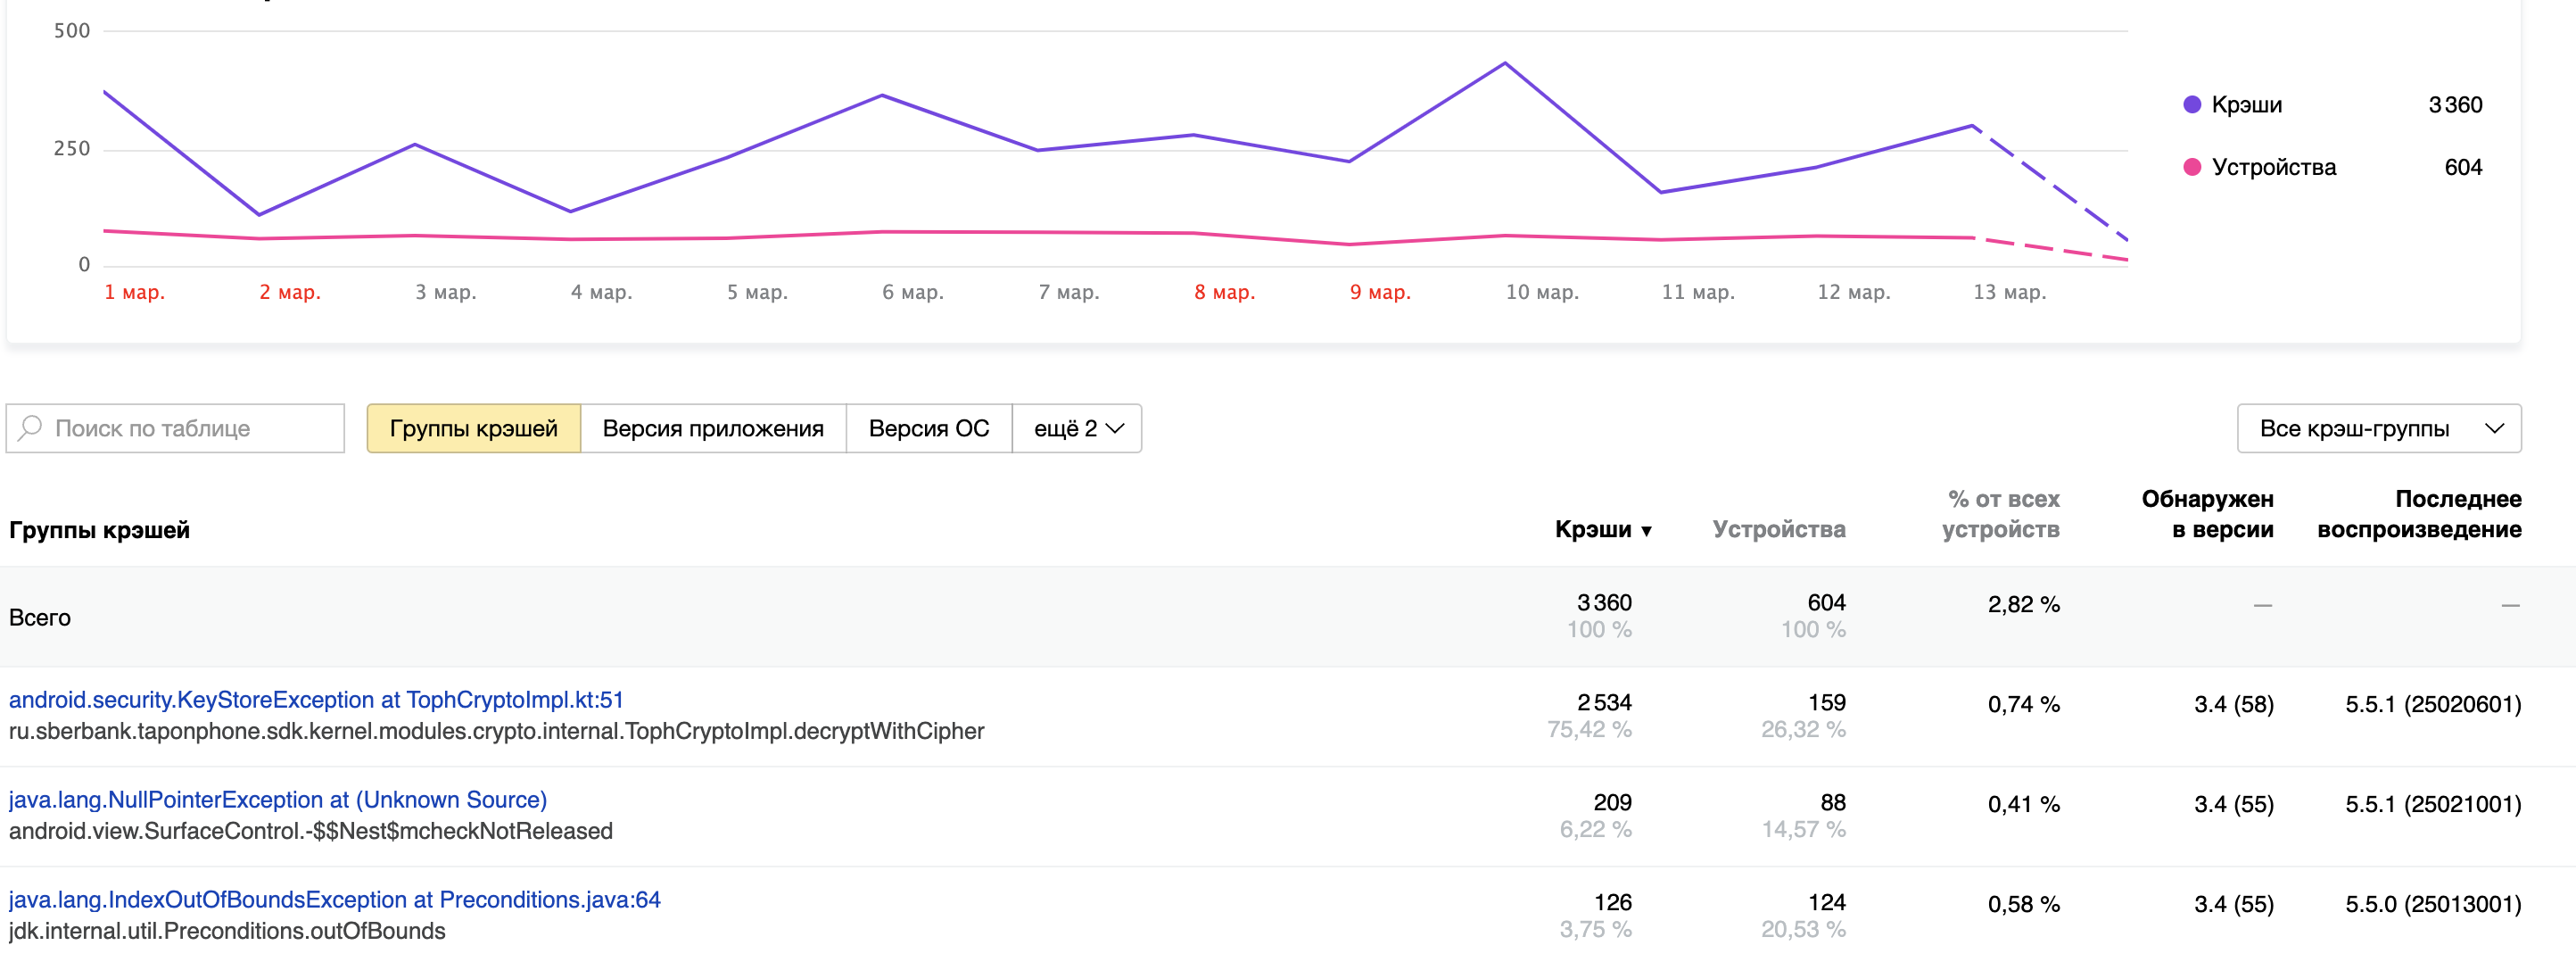 500
Крэши 3 360
250
Устройства 604
0
1 мар. 2 мар. 3 мар. 4 мар. 5 мар. 6 мар. 7 мар. 8 мар. 9 мар. 10 мар. 11 мар. 12 мар. 13 мар.
Поиск по таблице Группы крэшей Версия приложения Версия ОС ещё 2 Все крэш-группы
Группы крэшей Крэши ▼ Устройства % от всех устройств Обнаружен в версии Последнее воспроизведение
Всего 3 360 604 2,82 % — —
100 % 100 %
android.security.KeyStoreException at TophCryptoImpl.kt:51 2 534 159 0,74 % 3.4 (58) 5.5.1 (25020601)
ru.sberbank.taponphone.sdk.kernel.modules.crypto.internal.TophCryptoImpl.decryptWithCipher 75,42 % 26,32 %
java.lang.NullPointerException at (Unknown Source) 209 88 0,41 % 3.4 (55) 5.5.1 (25021001)
android.view.SurfaceControl.-$$Nest$mcheckNotReleased 6,22 % 14,57 %
java.lang.IndexOutOfBoundsException at Preconditions.java:64 126 124 0,58 % 3.4 (55) 5.5.0 (25013001)
jdk.internal.util.Preconditions.outOfBounds 3,75 % 20,53 %